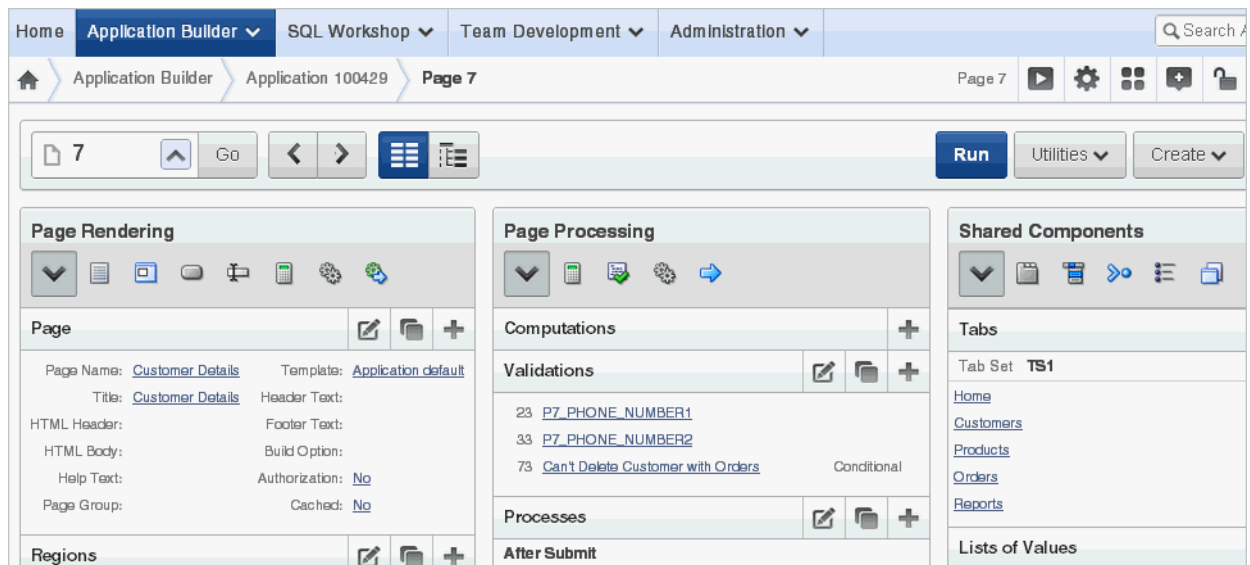 Home Application Builder SQL Workshop Team Development Administration Search A
Application Builder Application 100429 Page 7 Page 7
7 Go Run Utilities Create
Page Rendering
Page
Page Name: Customer Details Template: Application default
Title: Customer Details Header Text:
HTML Header: Footer Text:
HTML Body: Build Option:
Help Text: Authorization: No
Page Group: Cached: No
Regions
Page Processing
Computations
Validations
23 P7_PHONE_NUMBER1
33 P7_PHONE_NUMBER2
73 Can't Delete Customer with Orders Conditional
Processes
After Submit
Shared Components
Tabs
Tab Set TS1
Home
Customers
Products
Orders
Reports
Lists of Values